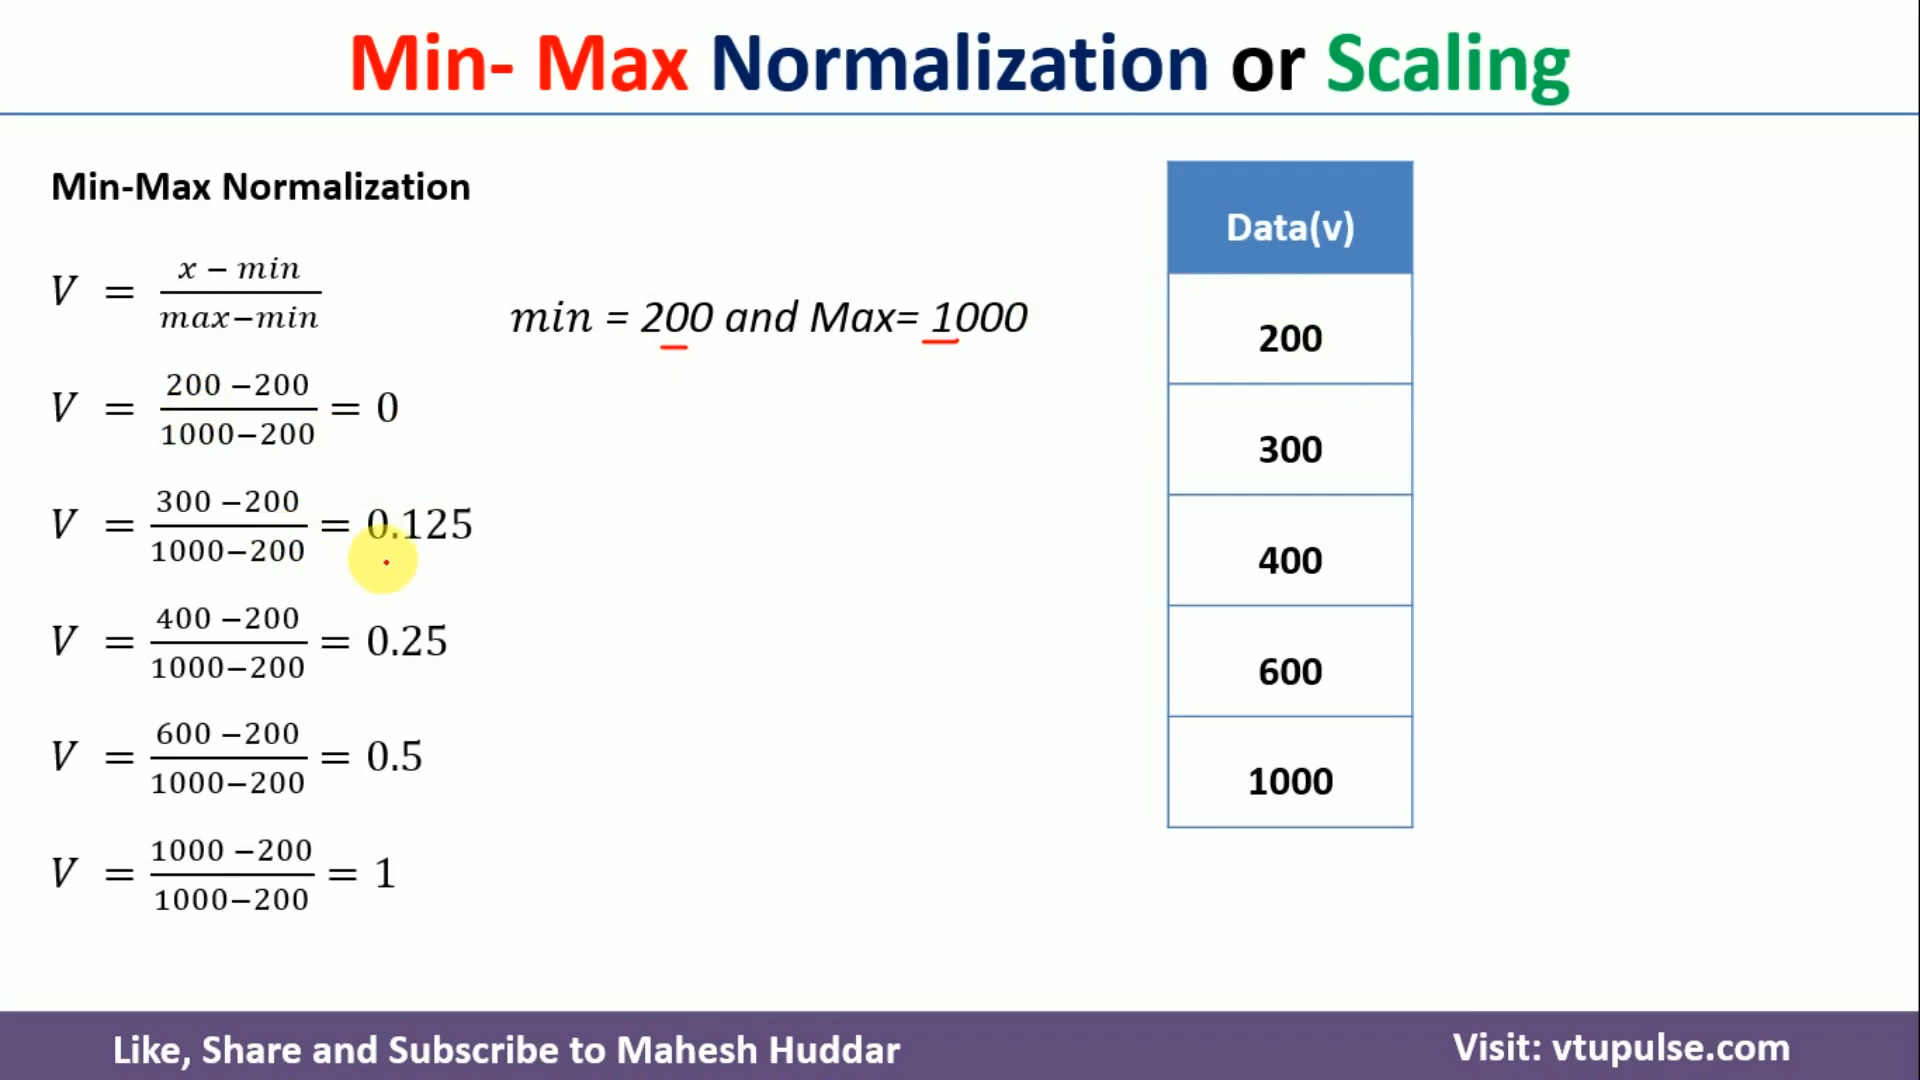 Min- Max Normalization or Scaling
Min-Max Normalization
V = x − min / max−min
min = 200 and Max= 1000
V = 200 −200 / 1000−200 = 0
V = 300 −200 / 1000−200 = 0.125
V = 400 −200 / 1000−200 = 0.25
V = 600 −200 / 1000−200 = 0.5
V = 1000 −200 / 1000−200 = 1
Data(v)
200
300
400
600
1000
Like, Share and Subscribe to Mahesh Huddar
Visit: vtupulse.com